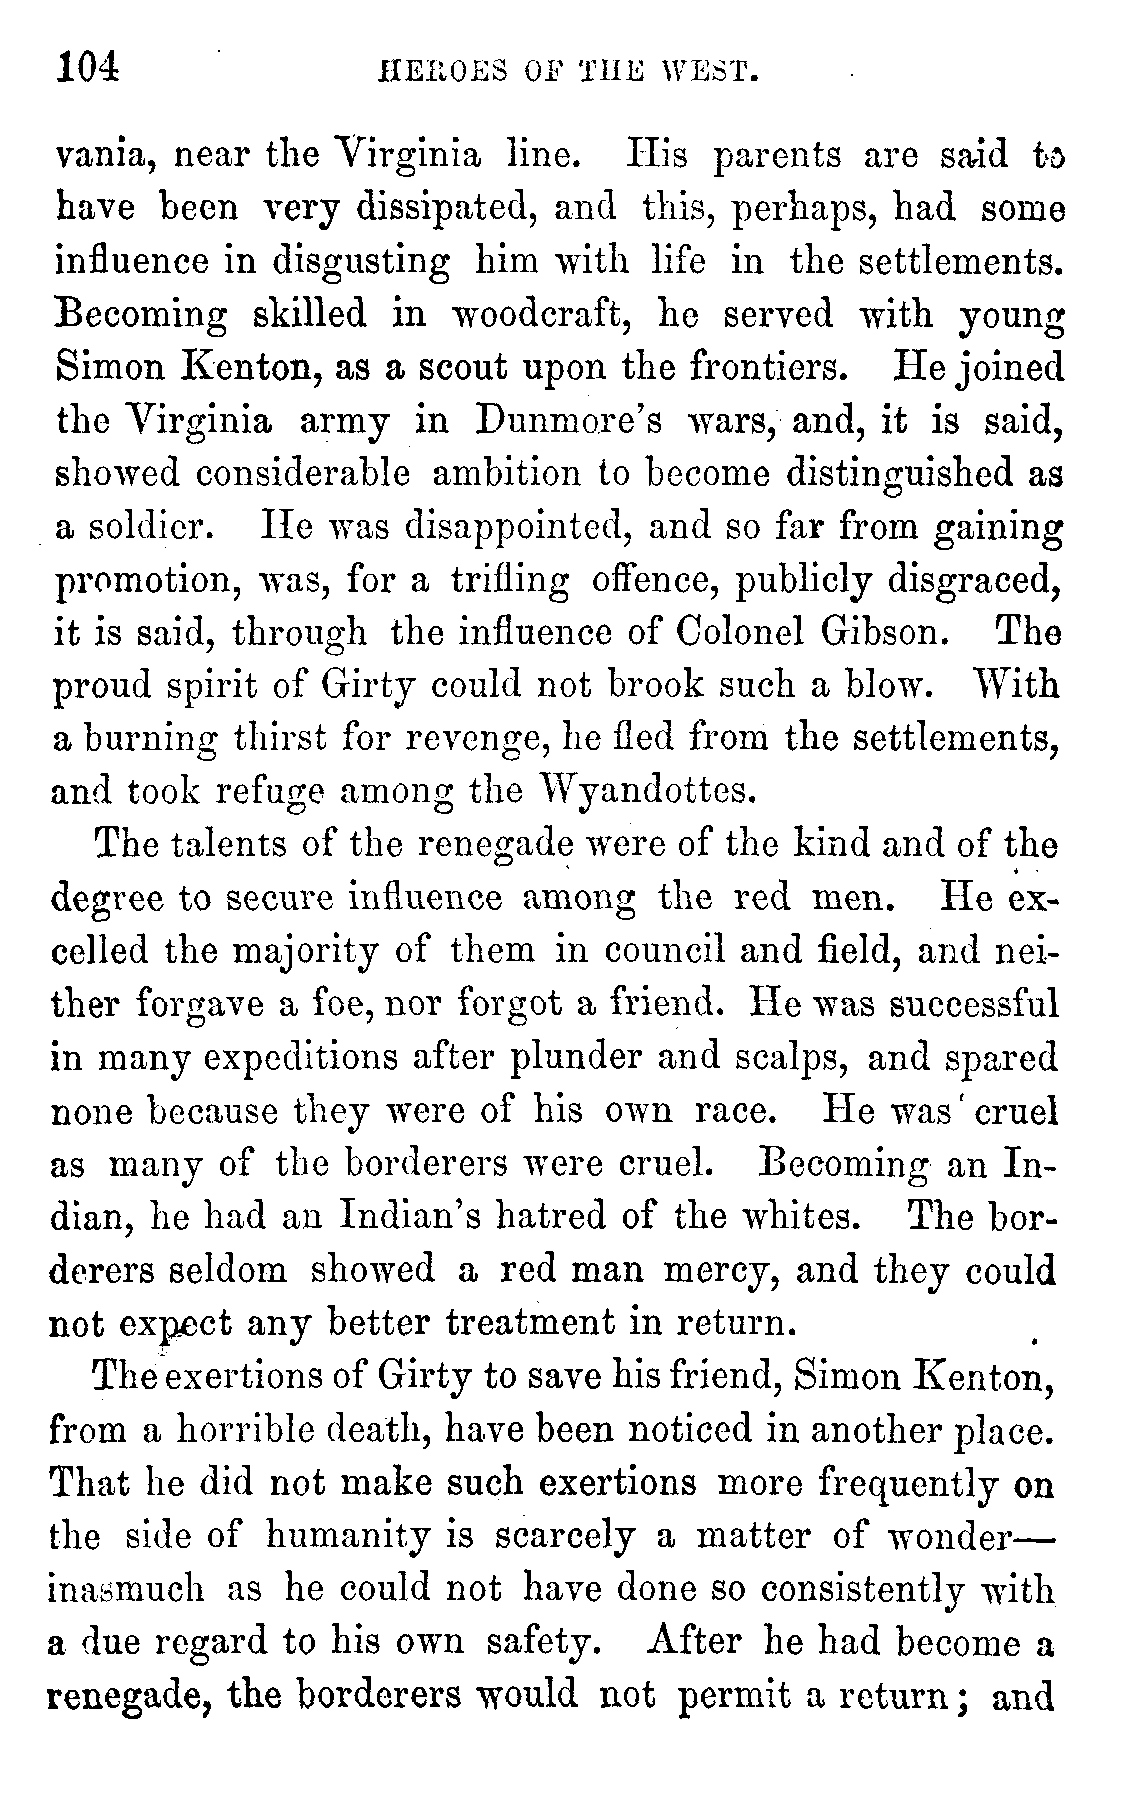 104 HEROES OF THE WEST.
vania, near the Virginia line. His parents are said to
have been very dissipated, and this, perhaps, had some
influence in disgusting him with life in the settlements.
Becoming skilled in woodcraft, he served with young
Simon Kenton, as a scout upon the frontiers. He joined
the Virginia army in Dunmore's wars, and, it is said,
showed considerable ambition to become distinguished as
a soldier. He was disappointed, and so far from gaining
promotion, was, for a trifling offence, publicly disgraced,
it is said, through the influence of Colonel Gibson. The
proud spirit of Girty could not brook such a blow. With
a burning thirst for revenge, he fled from the settlements,
and took refuge among the Wyandottes.
The talents of the renegade were of the kind and of the
degree to secure influence among the red men. He ex-
celled the majority of them in council and field, and nei-
ther forgave a foe, nor forgot a friend. He was successful
in many expeditions after plunder and scalps, and spared
none because they were of his own race. He was cruel
as many of the borderers were cruel. Becoming an In-
dian, he had an Indian's hatred of the whites. The bor-
derers seldom showed a red man mercy, and they could
not expect any better treatment in return.
The exertions of Girty to save his friend, Simon Kenton,
from a horrible death, have been noticed in another place.
That he did not make such exertions more frequently on
the side of humanity is scarcely a matter of wonder—
inasmuch as he could not have done so consistently with
a due regard to his own safety. After he had become a
renegade, the borderers would not permit a return; and